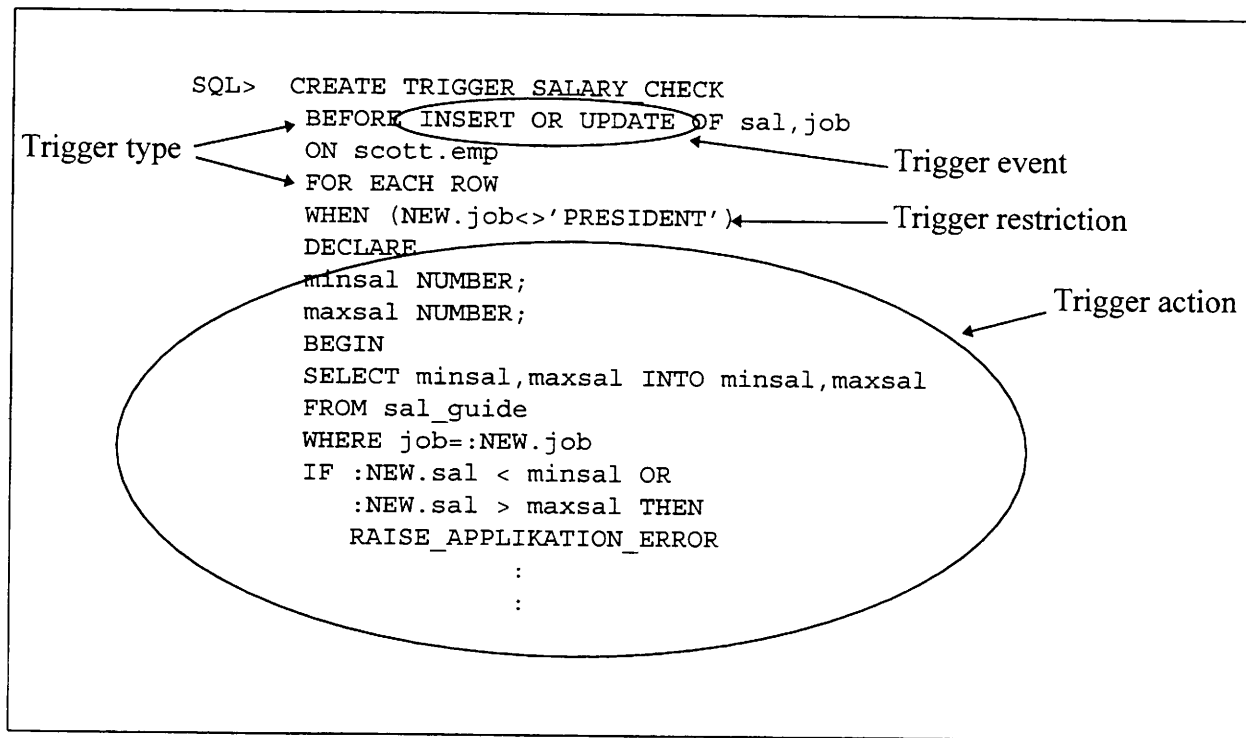 SQL> CREATE TRIGGER SALARY_CHECK
BEFORE INSERT OR UPDATE OF sal,job
Trigger type
ON scott.emp
Trigger event
FOR EACH ROW
WHEN (NEW.job<>'PRESIDENT')
Trigger restriction
DECLARE
minsal NUMBER;
maxsal NUMBER;
Trigger action
BEGIN
SELECT minsal,maxsal INTO minsal,maxsal
FROM sal_guide
WHERE job=:NEW.job
IF :NEW.sal < minsal OR
:NEW.sal > maxsal THEN
RAISE_APPLIKATION_ERROR
:
: